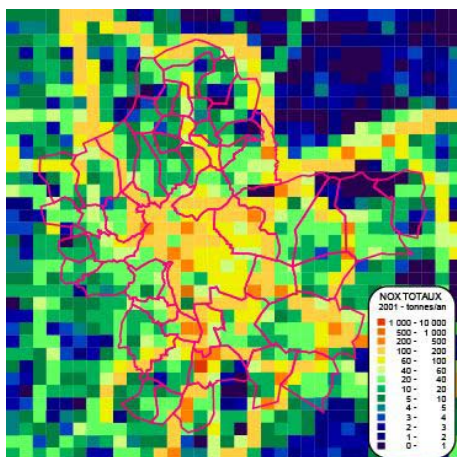 NOX TOTAUX
2001 - tonnes/an
1 000 - 10 000
500 - 1 000
200 - 500
100 - 200
60 - 100
40 - 60
20 - 40
10 - 20
5 - 10
4 - 5
3 - 4
2 - 3
1 - 2
0 - 1